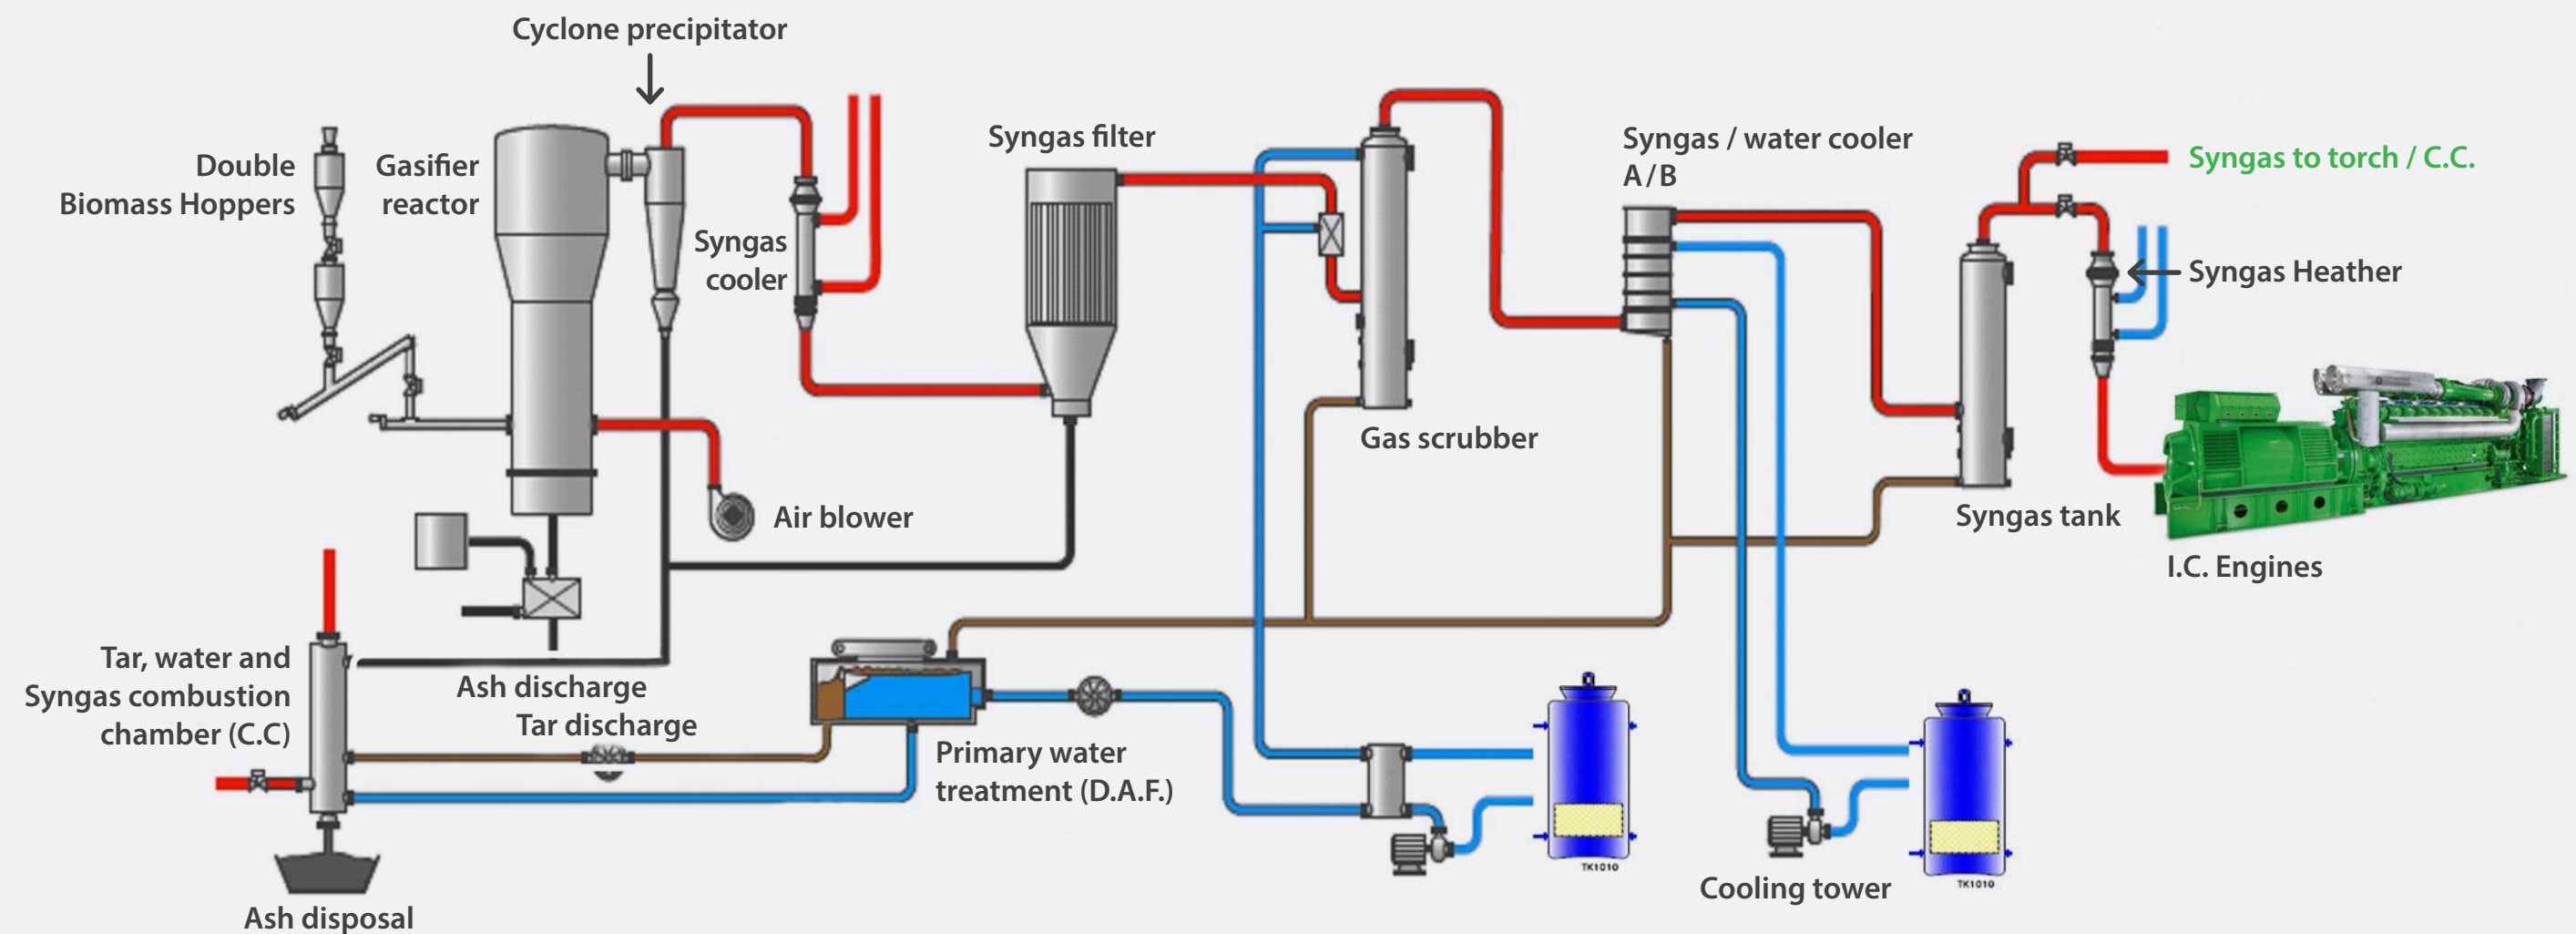 Cyclone precipitator
Double
Biomass Hoppers
Gasifier
reactor
Syngas
cooler
Syngas filter
Syngas / water cooler
A / B
Syngas to torch / C.C.
Syngas Heather
Gas scrubber
Air blower
Syngas tank
I.C. Engines
Tar, water and
Syngas combustion
chamber (C.C)
Ash discharge
Tar discharge
Primary water
treatment (D.A.F.)
TK1010
Cooling tower
TK1010
Ash disposal